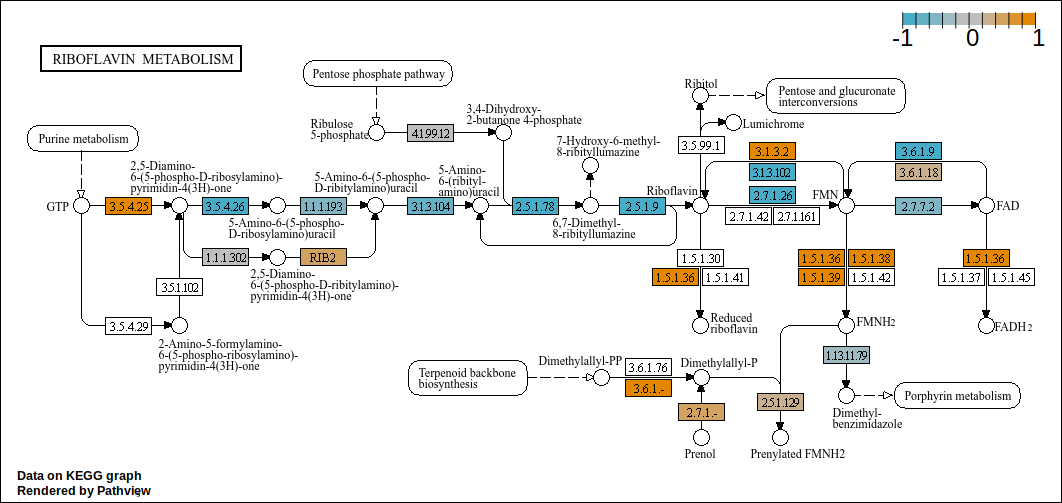 -1 0 1
RIBOFLAVIN METABOLISM
Pentose phosphate pathway
Ribitol
Pentose and glucuronate
interconversions
3,4-Dihydroxy-
2-butanone 4-phosphate
Ribulose
5-phosphate
4.1.99.12
Lumichrome
Purine metabolism
7-Hydroxy-6-methyl-
8-ribityllumazine
3.5.99.1
3.1.3.2
3.6.1.9
2,5-Diamino-
6-(5-phospho-D-ribosylamino)-
pyrimidin-4(3H)-one
5-Amino-6-(5-phospho-
D-ribitylamino)uracil
5-Amino-
6-(ribityl-
amino)uracil
3.1.3.102
3.6.1.18
Riboflavin
2.7.1.26
FMN
GTP
3.5.4.25
3.5.4.26
1.1.1.193
3.1.3.104
2.5.1.78
2.5.1.9
2.7.7.2
FAD
2.7.1.42
2.7.1.161
5-Amino-6-(5-phospho-
D-ribosylamino)uracil
6,7-Dimethyl-
8-ribityllumazine
1.1.1.302
RIB2
2,5-Diamino-
6-(5-phospho-D-ribitylamino)-
pyrimidin-4(3H)-one
1.5.1.30
1.5.1.36
1.5.1.41
1.5.1.36
1.5.1.38
1.5.1.39
1.5.1.42
1.5.1.36
1.5.1.37
1.5.1.45
3.5.1.102
3.5.4.29
2-Amino-5-formylamino-
6-(5-phospho-ribosylamino)-
pyrimidin-4(3H)-one
Reduced
riboflavin
FMNH2
FADH2
1.13.11.79
Dimethylallyl-PP
3.6.1.76
3.6.1.-
Dimethylallyl-P
Terpenoid backbone
biosynthesis
2.7.1.-
2.5.1.129
Porphyrin metabolism
Dimethyl-
benzimidazole
Prenol
Prenylated FMNH2
Data on KEGG graph
Rendered by Pathview